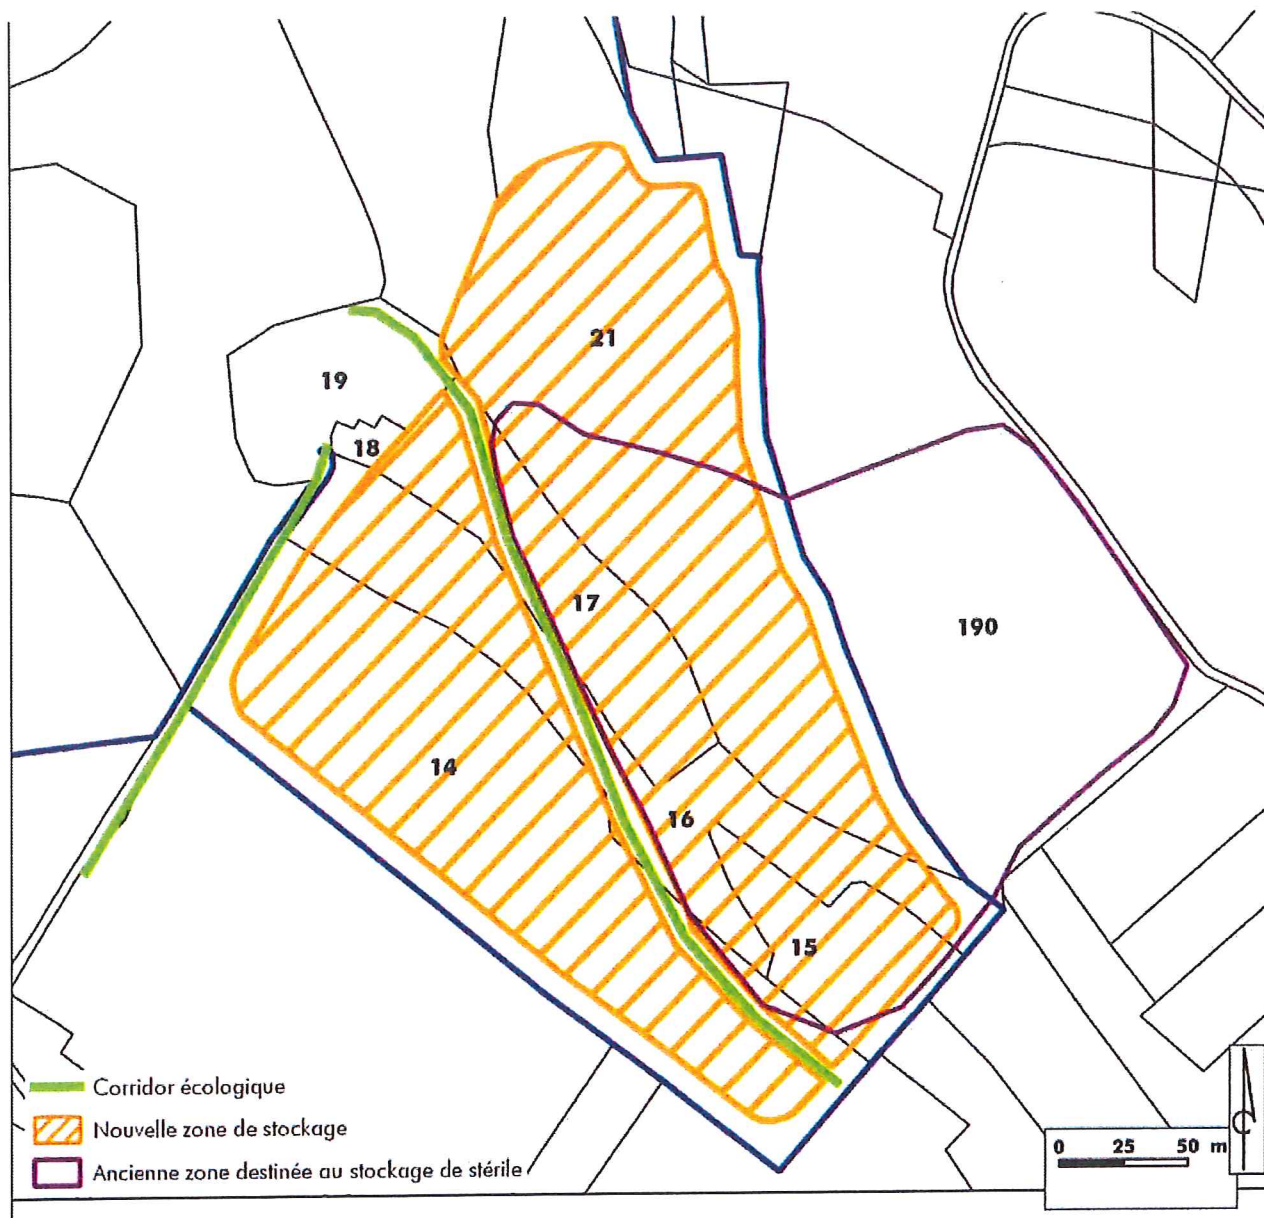 21
19
18
17
190
14
16
15
Corridor écologique
Nouvelle zone de stockage
Ancienne zone destinée au stockage de stérile
0 25 50 m